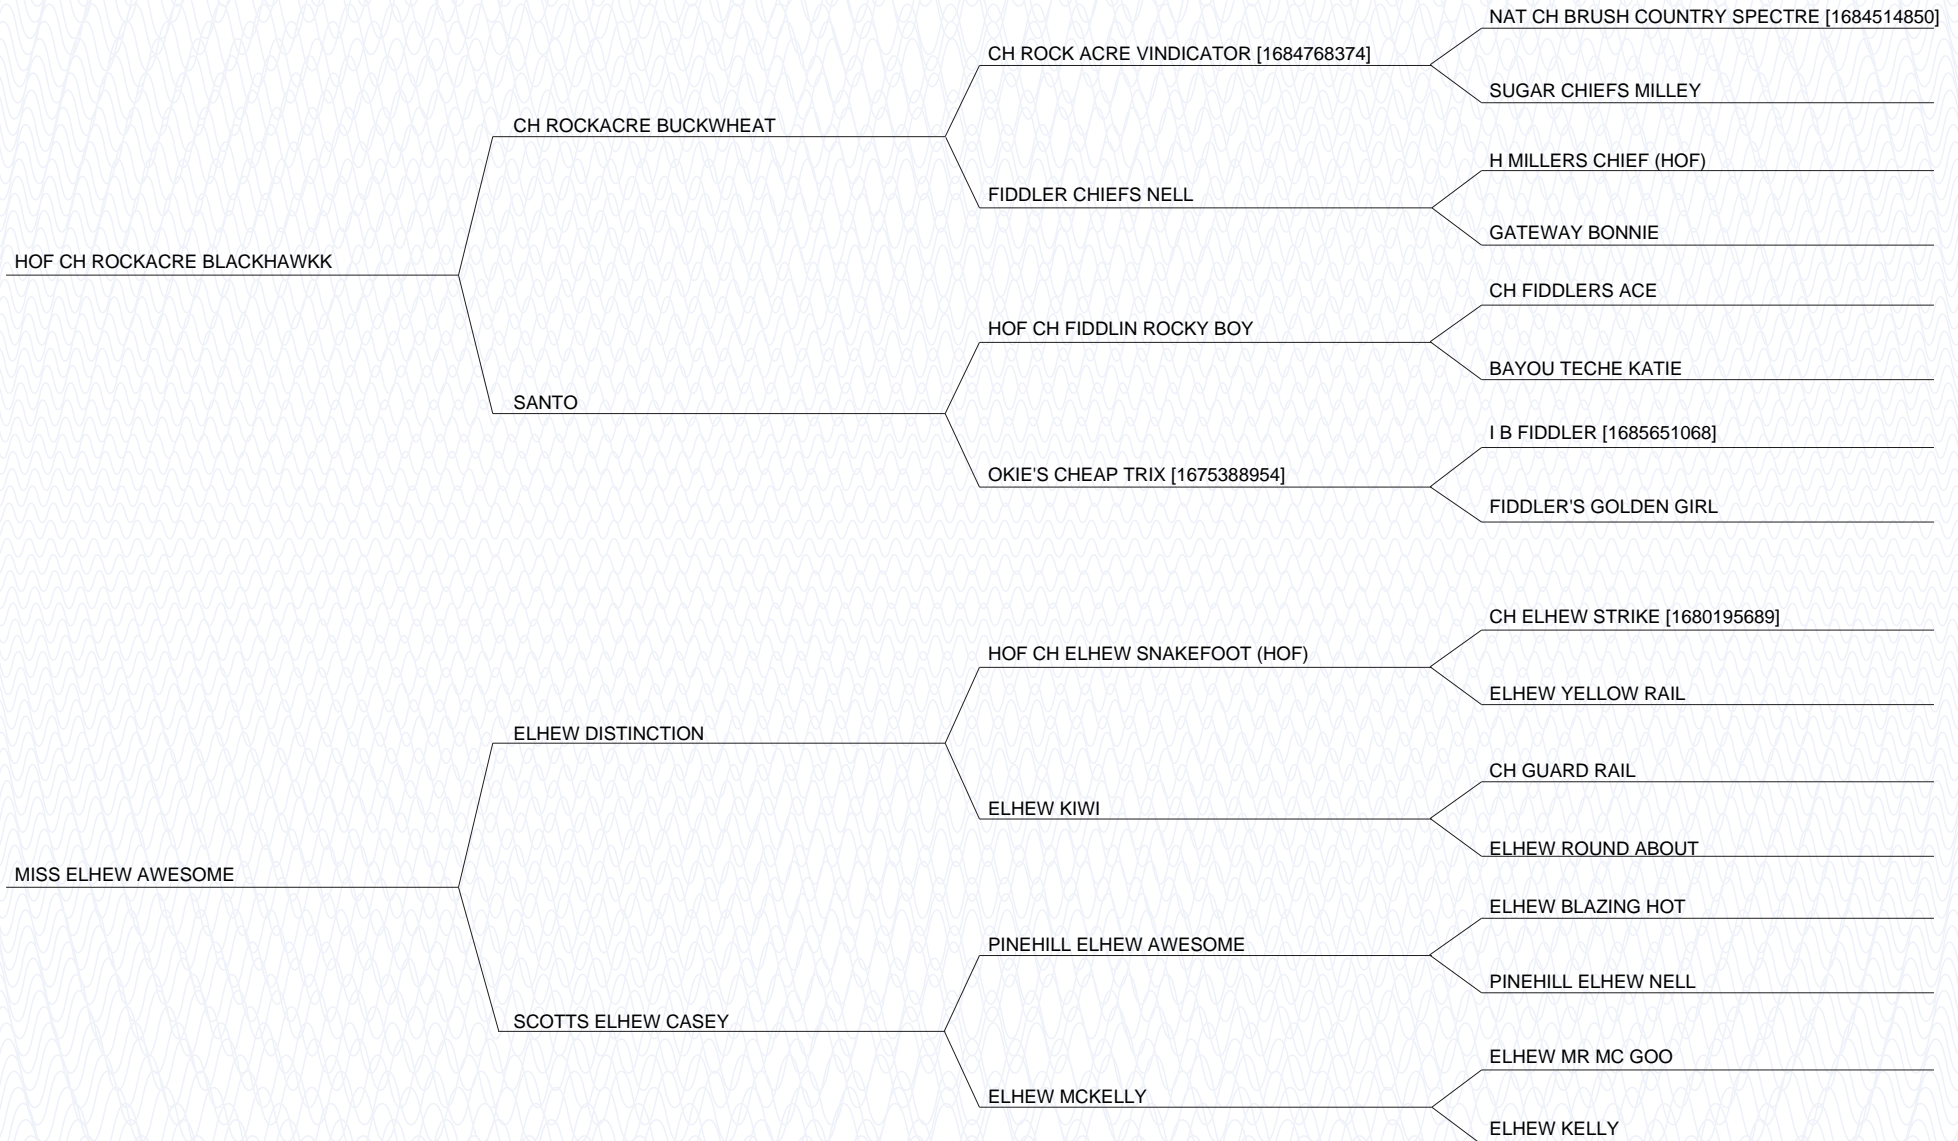 NAT CH BRUSH COUNTRY SPECTRE [1684514850]
CH ROCK ACRE VINDICATOR [1684768374]
SUGAR CHIEFS MILLEY
CH ROCKACRE BUCKWHEAT
H MILLERS CHIEF (HOF)
FIDDLER CHIEFS NELL
GATEWAY BONNIE
HOF CH ROCKACRE BLACKHAWKK
CH FIDDLERS ACE
HOF CH FIDDLIN ROCKY BOY
BAYOU TECHE KATIE
SANTO
I B FIDDLER [1685651068]
OKIE'S CHEAP TRIX [1675388954]
FIDDLER'S GOLDEN GIRL
CH ELHEW STRIKE [1680195689]
HOF CH ELHEW SNAKEFOOT (HOF)
ELHEW YELLOW RAIL
ELHEW DISTINCTION
CH GUARD RAIL
ELHEW KIWI
ELHEW ROUND ABOUT
MISS ELHEW AWESOME
ELHEW BLAZING HOT
PINEHILL ELHEW AWESOME
PINEHILL ELHEW NELL
SCOTTS ELHEW CASEY
ELHEW MR MC GOO
ELHEW MCKELLY
ELHEW KELLY